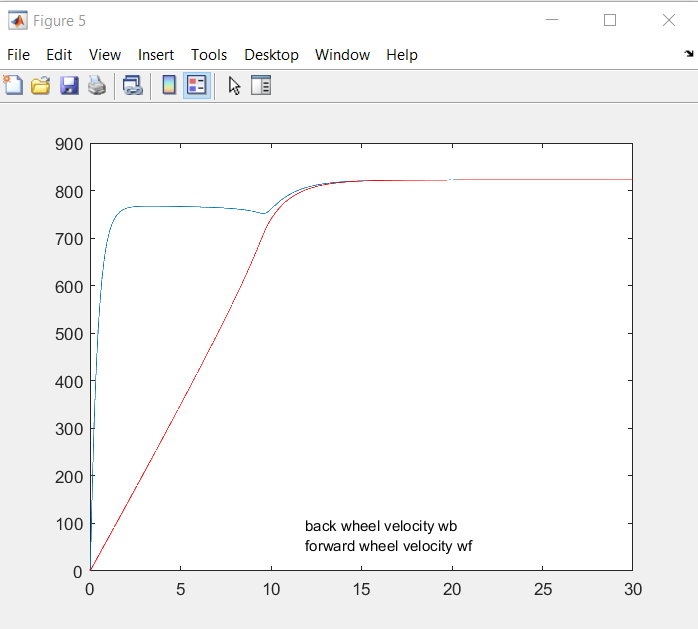 Figure 5
File Edit View Insert Tools Desktop Window Help
900
800
700
600
500
400
300
200
100
0
back wheel velocity wb
forward wheel velocity wf
0 5 10 15 20 25 30